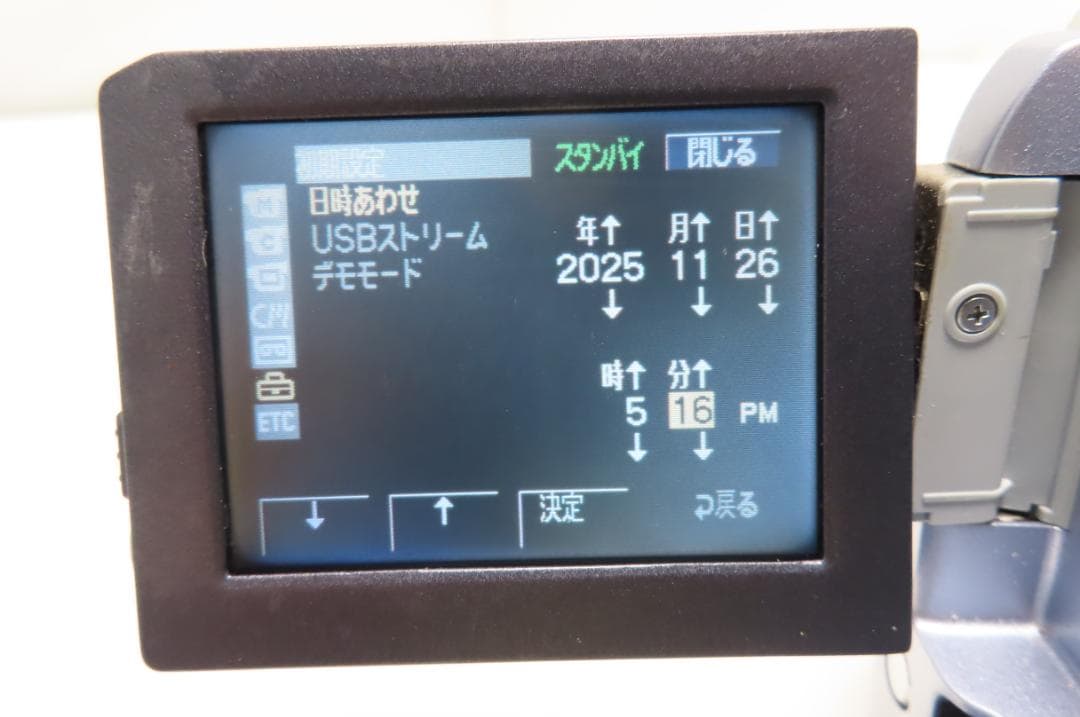 初期設定 スタンバイ 閉じる
日時あわせ
USBストリーム
デモモード
年↑ 月↑ 日↑
2025 11 26
↓ ↓ ↓
時↑ 分↑
5 16 PM
↓ ↓
ETC
↓ ↑ 決定 戻る